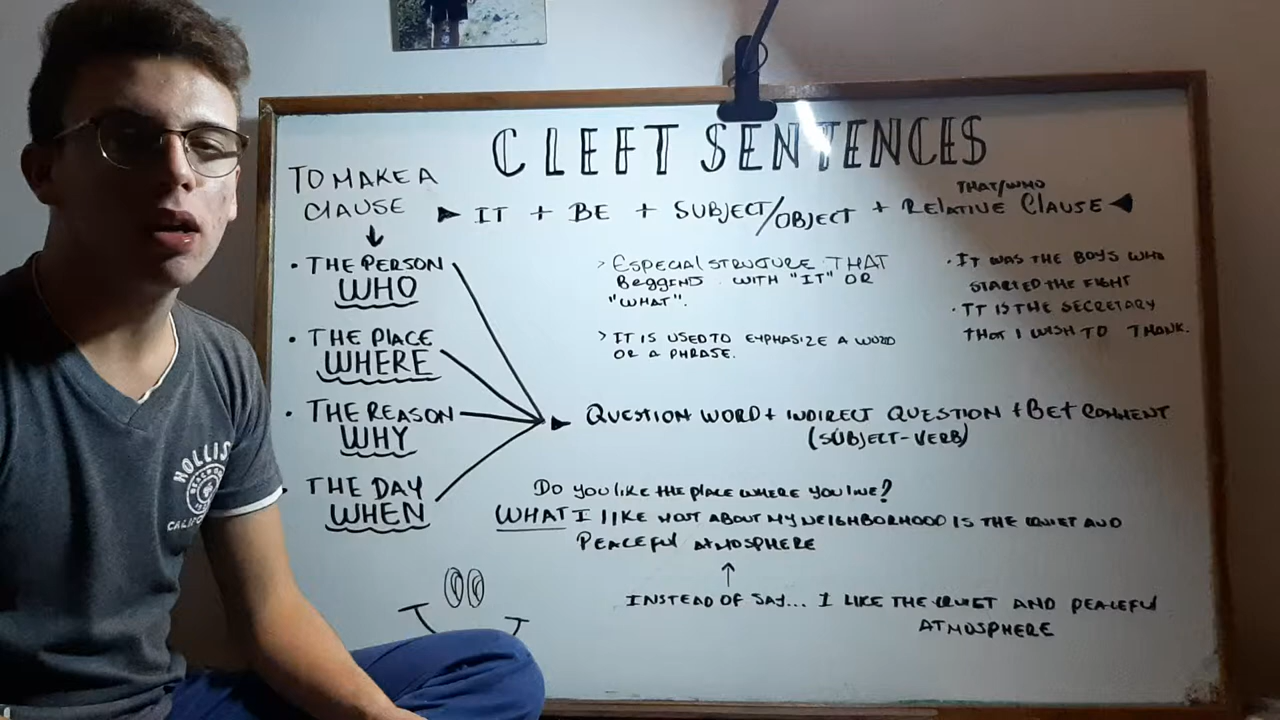 CLEFT SENTENCES
TO MAKE A
CLAUSE
THAT/WHO
IT + BE + SUBJECT/OBJECT + RELATIVE CLAUSE
• THE PERSON
WHO
• THE PLACE
WHERE
• THE REASON
WHY
• THE DAY
WHEN
> ESPECIAL STRUCTURE THAT
BEGGINS WITH "IT" OR
"WHAT".
> IT IS USED TO EMPHASIZE A WORD
OR A PHRASE.
• IT WAS THE BOYS WHO
STARTED THE FIGHT
• IT IS THE SECRETARY
THAT I WISH TO THANK.
QUESTION WORD + INDIRECT QUESTION + BE + COMMENT
(SUBJECT-VERB)
DO YOU LIKE THE PLACE WHERE YOU LIVE?
WHAT I LIKE MOST ABOUT MY NEIGHBORHOOD IS THE QUIET AND
PEACEFUL ATMOSPHERE
INSTEAD OF SAY... I LIKE THE QUIET AND PEACEFUL
ATMOSPHERE
HOLLIS
CALIFO